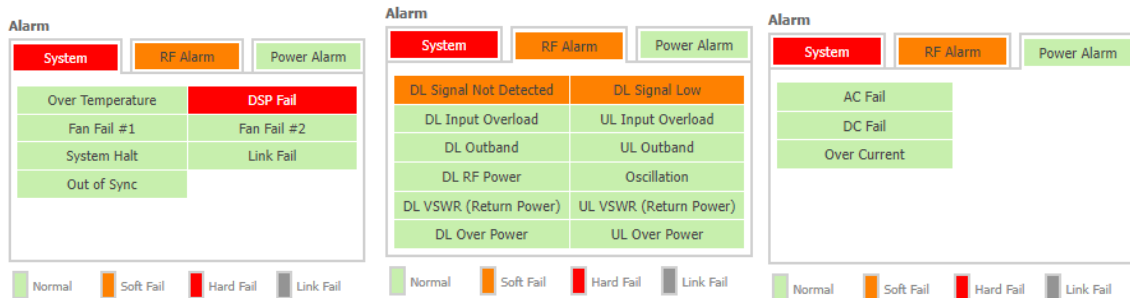 Alarm
System RF Alarm Power Alarm
Over Temperature DSP Fail
Fan Fail #1 Fan Fail #2
System Halt Link Fail
Out of Sync
Normal Soft Fail Hard Fail Link Fail
Alarm
System RF Alarm Power Alarm
DL Signal Not Detected DL Signal Low
DL Input Overload UL Input Overload
DL Outband UL Outband
DL RF Power Oscillation
DL VSWR (Return Power) UL VSWR (Return Power)
DL Over Power UL Over Power
Normal Soft Fail Hard Fail Link Fail
Alarm
System RF Alarm Power Alarm
AC Fail
DC Fail
Over Current
Normal Soft Fail Hard Fail Link Fail